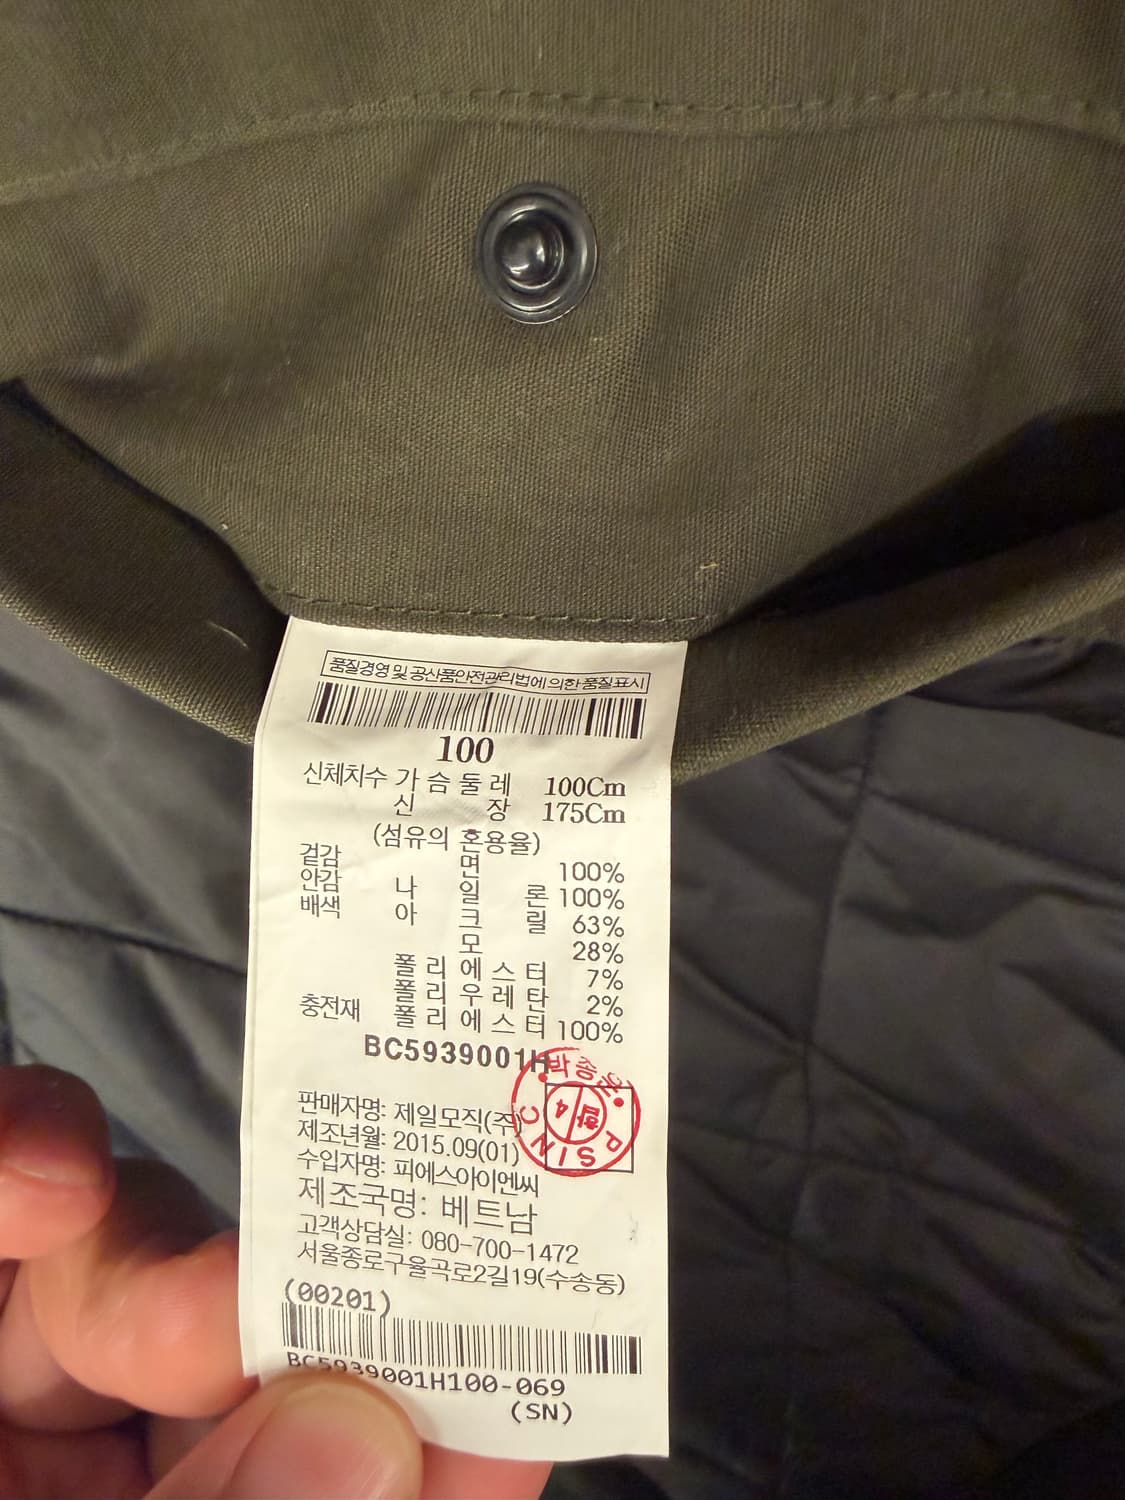 품질경영 및 공산품안전관리법에 의한 품질표시
100
신체치수 가 슴 둘 레 100Cm
신 장 175Cm
(섬유의 혼용율)
겉감 면 100%
안감 나 일 론 100%
배색 아 크 릴 63%
모 28%
폴 리 에 스 터 7%
폴 리 우 레 탄 2%
충전재 폴 리 에 스 터 100%
BC5939001H
판매자명: 제일모직(주)
제조년월: 2015.09(01)
수입자명: 피에스아이엔씨
제조국명: 베트남
고객상담실: 080-700-1472
서울종로구율곡로2길19(수송동)
(00201)
BC5939001H100-069
(SN)
PSINC
4